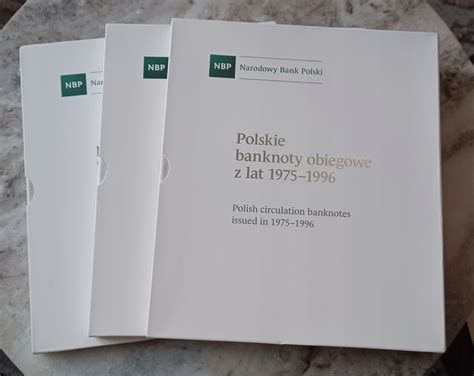 NBP
NBP
NBP Narodowy Bank Polski
Polskie
banknoty obiegowe
z lat 1975–1996
Polish circulation banknotes
issued in 1975–1996